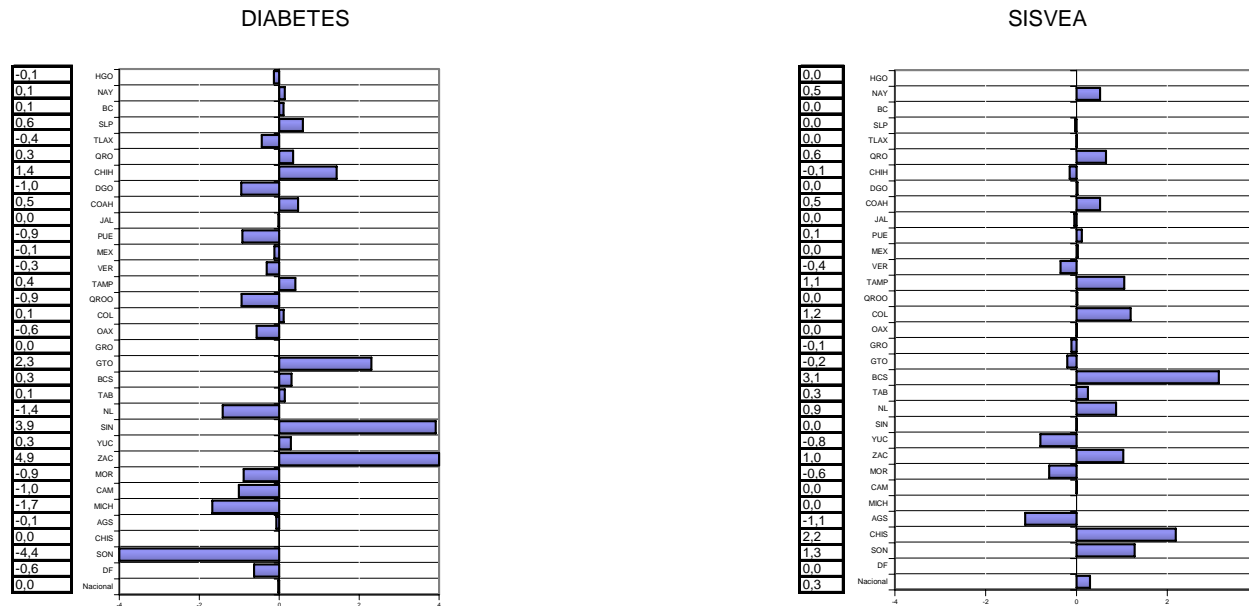 DIABETES
-0,1 HGO
0,1 NAY
0,1 BC
0,6 SLP
-0,4 TLAX
0,3 QRO
1,4 CHIH
-1,0 DGO
0,5 COAH
0,0 JAL
-0,9 PUE
-0,1 MEX
-0,3 VER
0,4 TAMP
-0,9 QROO
0,1 COL
-0,6 OAX
0,0 GRO
2,3 GTO
0,3 BCS
0,1 TAB
-1,4 NL
3,9 SIN
0,3 YUC
4,9 ZAC
-0,9 MOR
-1,0 CAM
-1,7 MICH
-0,1 AGS
0,0 CHIS
-4,4 SON
-0,6 DF
0,0 Nacional
-4 -2 0 2 4
SISVEA
0,0 HGO
0,5 NAY
0,0 BC
0,0 SLP
0,0 TLAX
0,6 QRO
-0,1 CHIH
0,0 DGO
0,5 COAH
0,0 JAL
0,1 PUE
0,0 MEX
-0,4 VER
1,1 TAMP
0,0 QROO
1,2 COL
0,0 OAX
-0,1 GRO
-0,2 GTO
3,1 BCS
0,3 TAB
0,9 NL
0,0 SIN
-0,8 YUC
1,0 ZAC
-0,6 MOR
0,0 CAM
0,0 MICH
-1,1 AGS
2,2 CHIS
1,3 SON
0,0 DF
0,3 Nacional
-4 -2 0 2